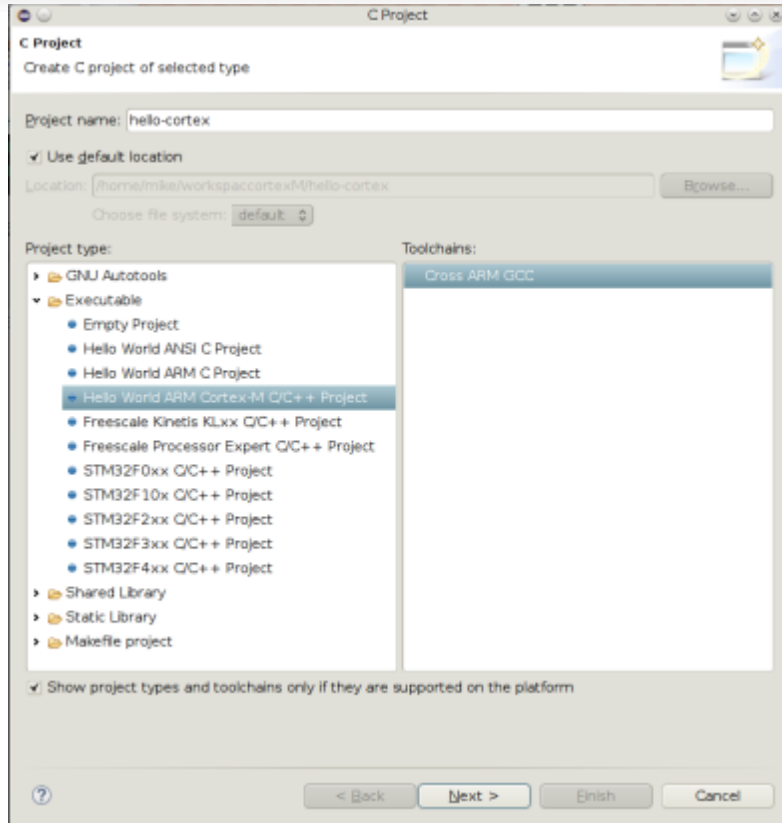 C Project
C Project
Create C project of selected type
Project name: hello-cortex
Use default location
Location: /home/mike/workspaccortexM/hello-cortex
Browse...
Choose file system: default
Project type:
Toolchains:
GNU Autotools
Cross ARM GCC
Executable
Empty Project
Hello World ANSI C Project
Hello World ARM C Project
Hello World ARM Cortex-M C/C++ Project
Freescale Kinetis KLxx C/C++ Project
Freescale Processor Expert C/C++ Project
STM32F0xx C/C++ Project
STM32F10x C/C++ Project
STM32F2xx C/C++ Project
STM32F3xx C/C++ Project
STM32F4xx C/C++ Project
Shared Library
Static Library
Makefile project
Show project types and toolchains only if they are supported on the platform
? < Back Next > Finish Cancel